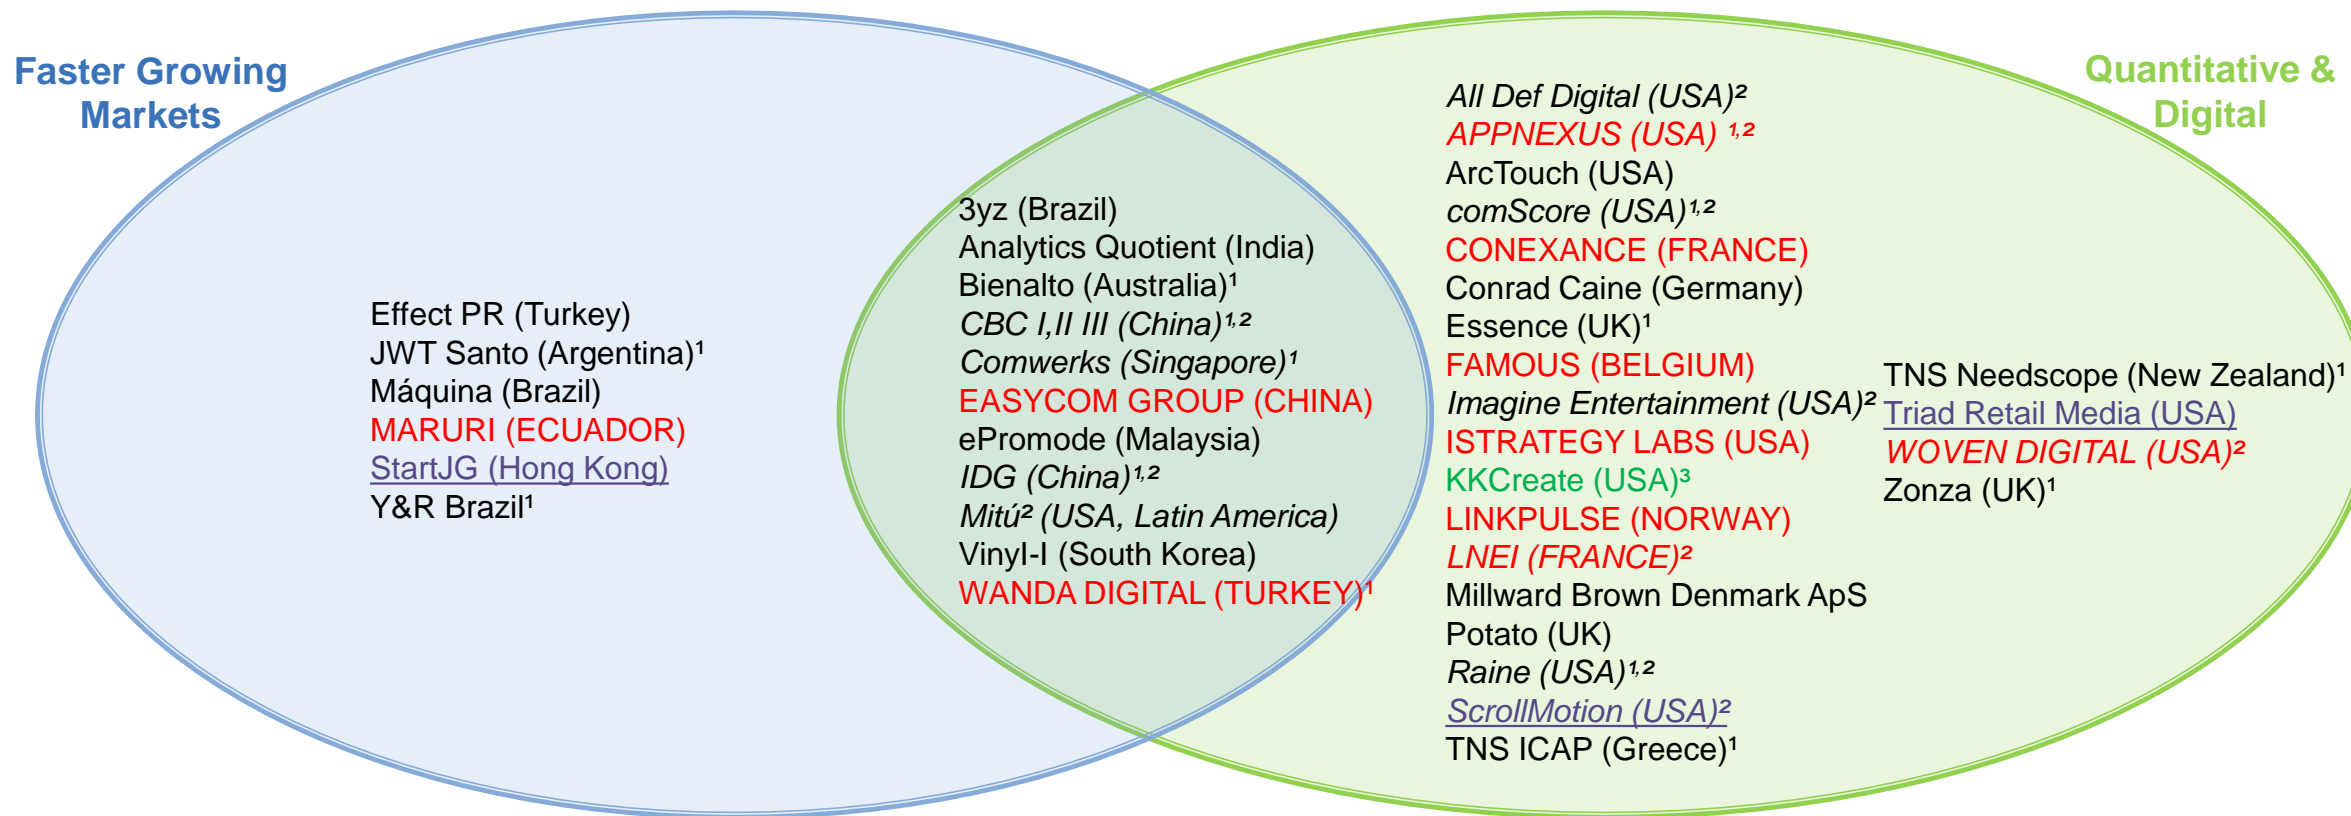 Faster Growing
Markets
Quantitative &
Digital
Effect PR (Turkey)
JWT Santo (Argentina)¹
Máquina (Brazil)
MARURI (ECUADOR)
StartJG (Hong Kong)
Y&R Brazil¹
3yz (Brazil)
Analytics Quotient (India)
Bienalto (Australia)¹
CBC I,II III (China)¹,²
Comwerks (Singapore)¹
EASYCOM GROUP (CHINA)
ePromode (Malaysia)
IDG (China)¹,²
Mitú² (USA, Latin America)
Vinyl-I (South Korea)
WANDA DIGITAL (TURKEY)¹
All Def Digital (USA)²
APPNEXUS (USA) ¹,²
ArcTouch (USA)
comScore (USA)¹,²
CONEXANCE (FRANCE)
Conrad Caine (Germany)
Essence (UK)¹
FAMOUS (BELGIUM)
Imagine Entertainment (USA)²
ISTRATEGY LABS (USA)
KKCreate (USA)³
LINKPULSE (NORWAY)
LNEI (FRANCE)²
Millward Brown Denmark ApS
Potato (UK)
Raine (USA)¹,²
ScrollMotion (USA)²
TNS ICAP (Greece)¹
TNS Needscope (New Zealand)¹
Triad Retail Media (USA)
WOVEN DIGITAL (USA)²
Zonza (UK)¹